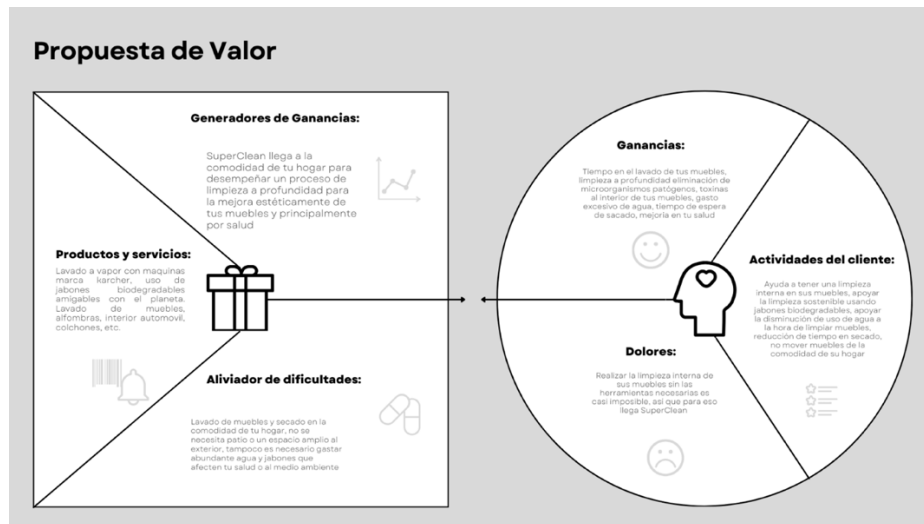 Propuesta de Valor
Generadores de Ganancias:
SuperClean llega a la
comodidad de tu hogar para
desempeñar un proceso de
limpieza a profundidad para
la mejora estéticamente de
tus muebles y principalmente
por salud
Productos y servicios:
Lavado a vapor con maquinas
marca karcher, uso de
jabones biodegradables
amigables con el planeta.
Lavado de muebles,
alfombras, interior automovil,
colchones, etc.
Aliviador de dificultades:
Lavado de muebles y secado en la
comodidad de tu hogar, no se
necesita patio o un espacio amplio al
exterior, tampoco es necesario gastar
abundante agua y jabones que
afecten tu salud o al medio ambiente
Ganancias:
Tiempo en el lavado de tus muebles,
limpieza a profundidad eliminación de
microorganismos patógenos, toxinas
al interior de tus muebles, gasto
excesivo de agua, tiempo de espera
de sacado, mejoría en tu salud
Actividades del cliente:
Ayuda a tener una limpieza
interna en sus muebles, apoyar
la limpieza sostenible usando
jabones biodegradables, apoyar
la disminución de uso de agua a
la hora de limpiar muebles,
reducción de tiempo en secado,
no mover muebles de la
comodidad de su hogar
Dolores:
Realizar la limpieza interna de
sus muebles sin las
herramientas necesarias es
casi imposible, así que para eso
llega SuperClean